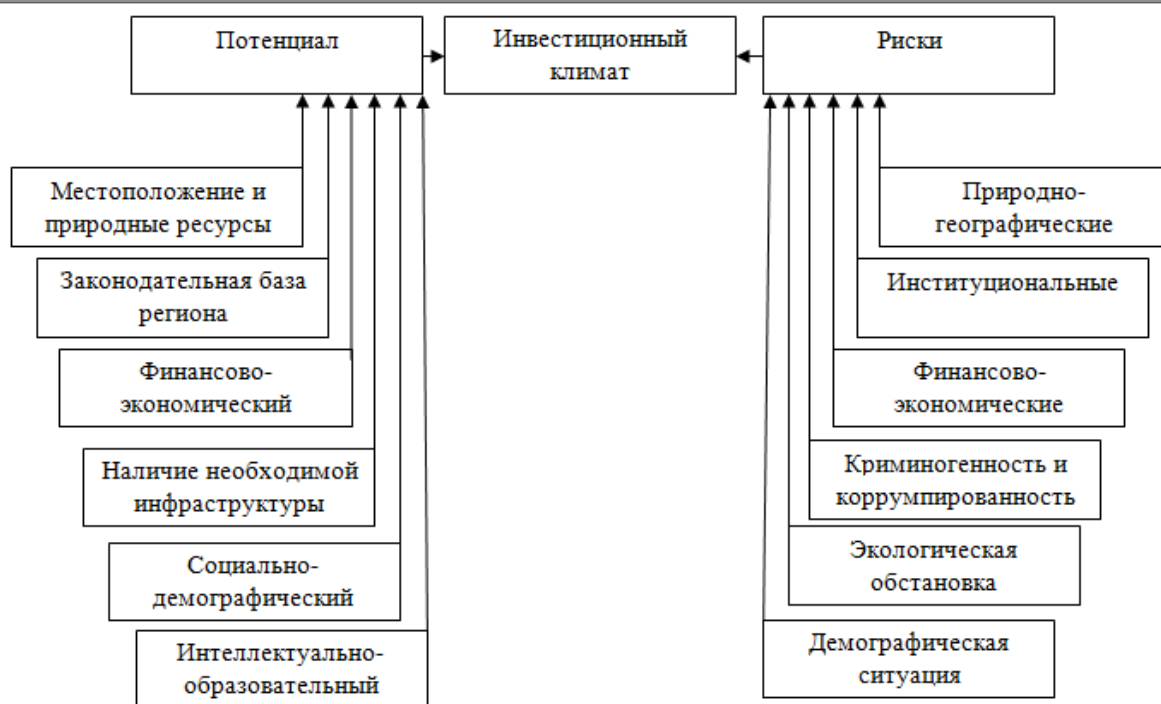 Потенциал
Инвестиционный
климат
Риски
Местоположение и
природные ресурсы
Законодательная база
региона
Финансово-
экономический
Наличие необходимой
инфраструктуры
Социально-
демографический
Интеллектуально-
образовательный
Природно-
географические
Институциональные
Финансово-
экономические
Криминогенность и
коррумпированность
Экологическая
обстановка
Демографическая
ситуация